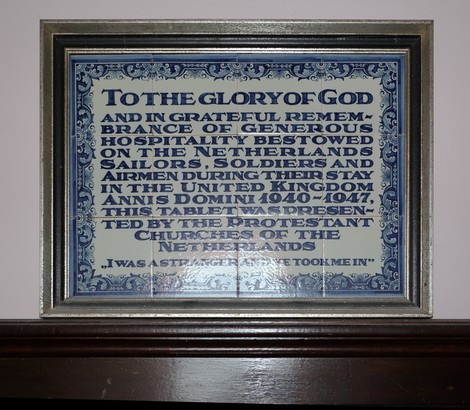 TO THE GLORY OF GOD
AND IN GRATEFUL REMEM-
BRANCE OF GENEROUS
HOSPITALITY BESTOWED
ON THE NETHERLANDS
SAILORS, SOLDIERS AND
AIRMEN DURING THEIR STAY
IN THE UNITED KINGDOM
ANNIS DOMINI 1940-1947,
THIS TABLET WAS PRESEN-
TED BY THE PROTESTANT
CHURCHES OF THE
NETHERLANDS
„I WAS A STRANGER AND YE TOOK ME IN”